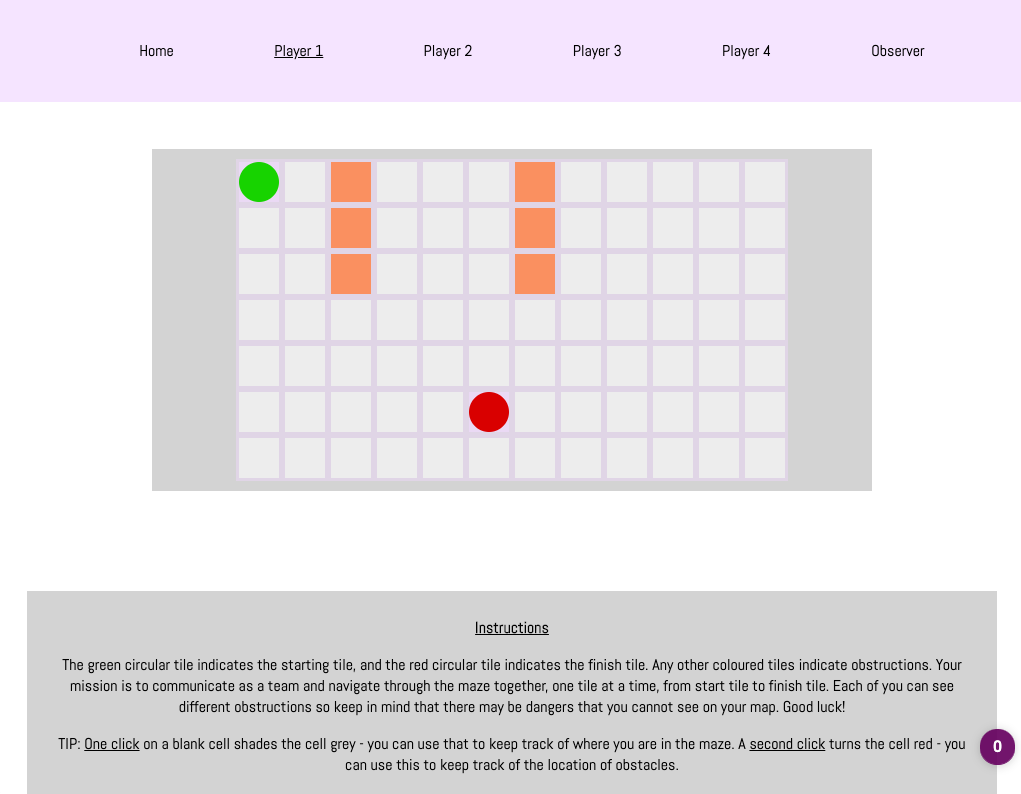 Home Player 1 Player 2 Player 3 Player 4 Observer
Instructions
The green circular tile indicates the starting tile, and the red circular tile indicates the finish tile. Any other coloured tiles indicate obstructions. Your
mission is to communicate as a team and navigate through the maze together, one tile at a time, from start tile to finish tile. Each of you can see
different obstructions so keep in mind that there may be dangers that you cannot see on your map. Good luck!
TIP: One click on a blank cell shades the cell grey - you can use that to keep track of where you are in the maze. A second click turns the cell red - you
can use this to keep track of the location of obstacles.
0